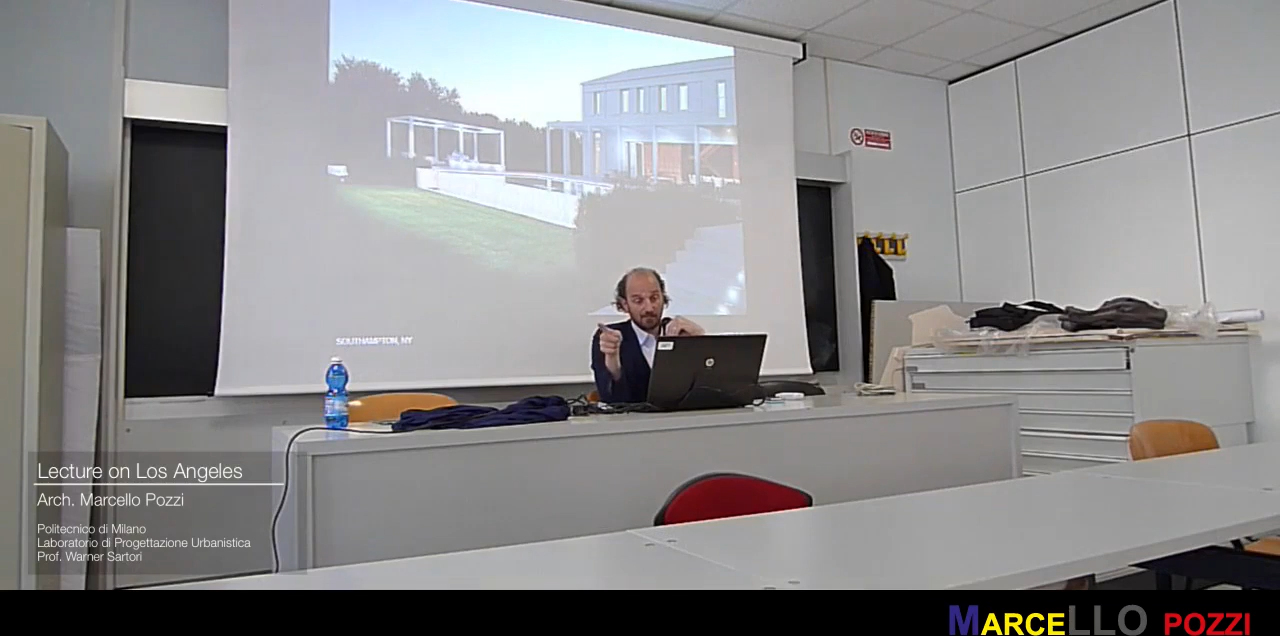 SOUTHAMPTON, NY
Lecture on Los Angeles
Arch. Marcello Pozzi
Politecnico di Milano
Laboratorio di Progettazione Urbanistica
Prof. Warner Sartori
hp
MARCELLO POZZI